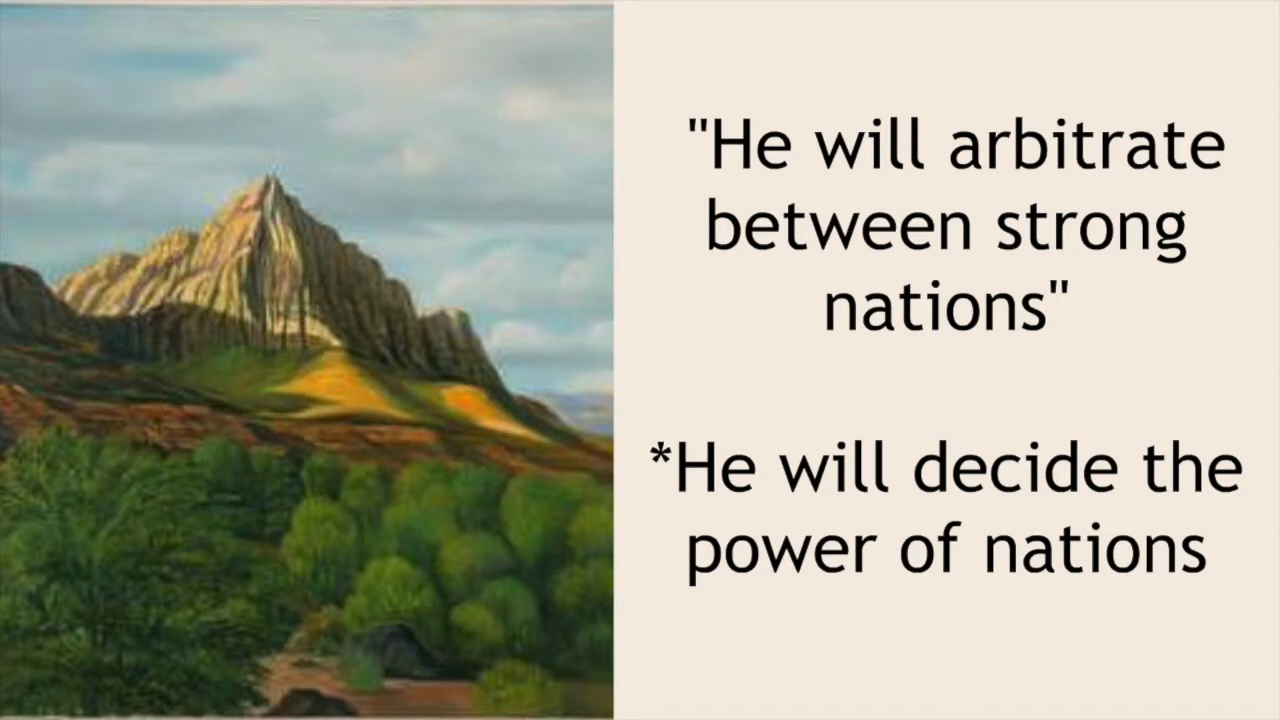 "He will arbitrate
between strong
nations"
*He will decide the
power of nations